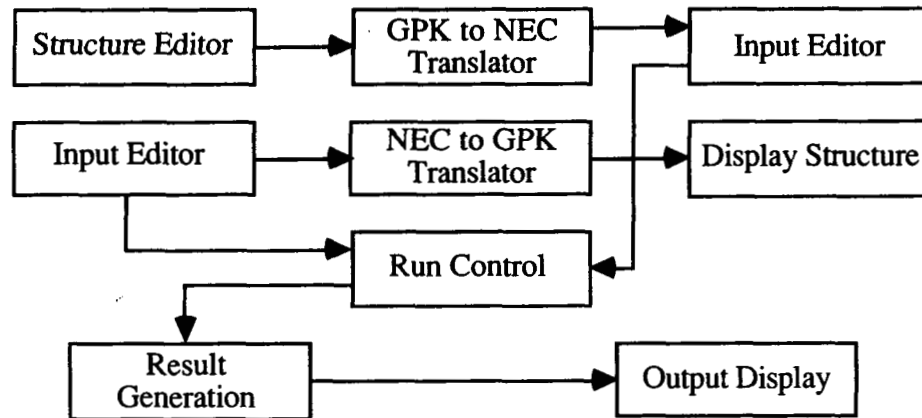 Structure Editor
GPK to NEC
Translator
Input Editor
Input Editor
NEC to GPK
Translator
Display Structure
Run Control
Result
Generation
Output Display